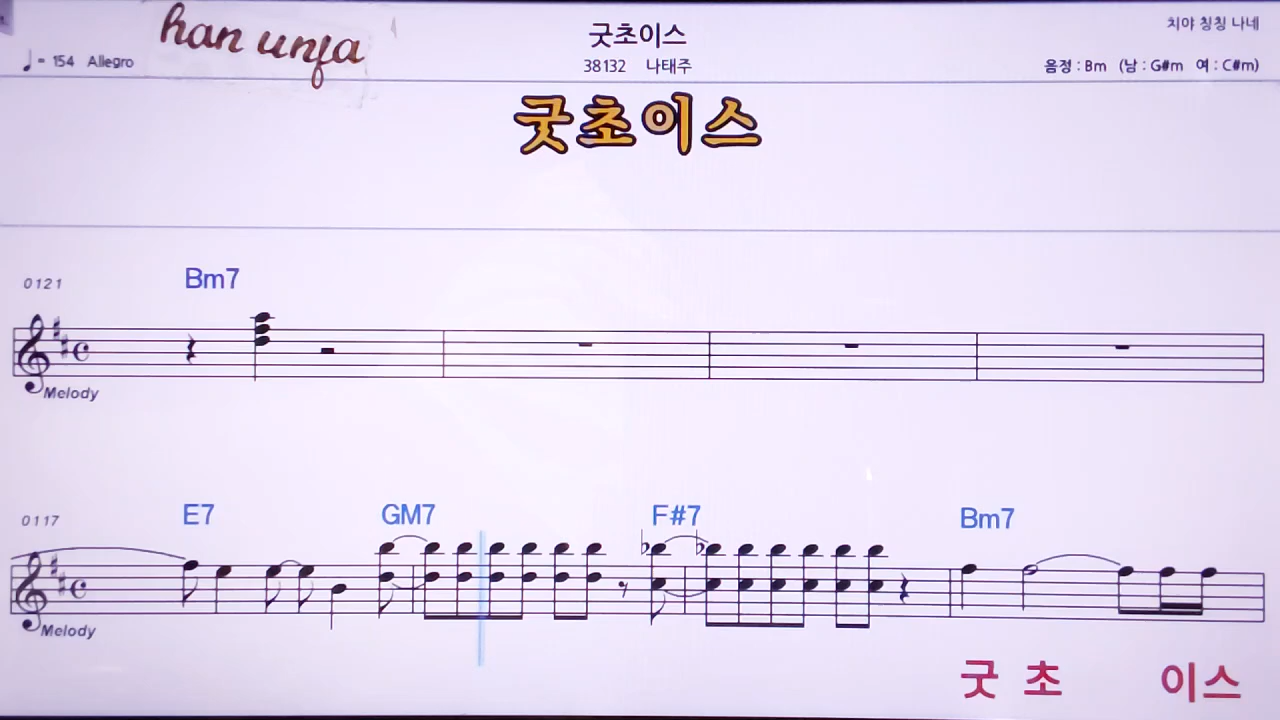 han unja
굿초이스
치야 칭칭 나네
♩= 154 Allegro
38132 나태주
음정 : Bm (남 : G#m 여 : C#m)
굿초이스
0121
Bm7
Melody
0117
E7 GM7 F#7 Bm7
Melody
굿 초 이스